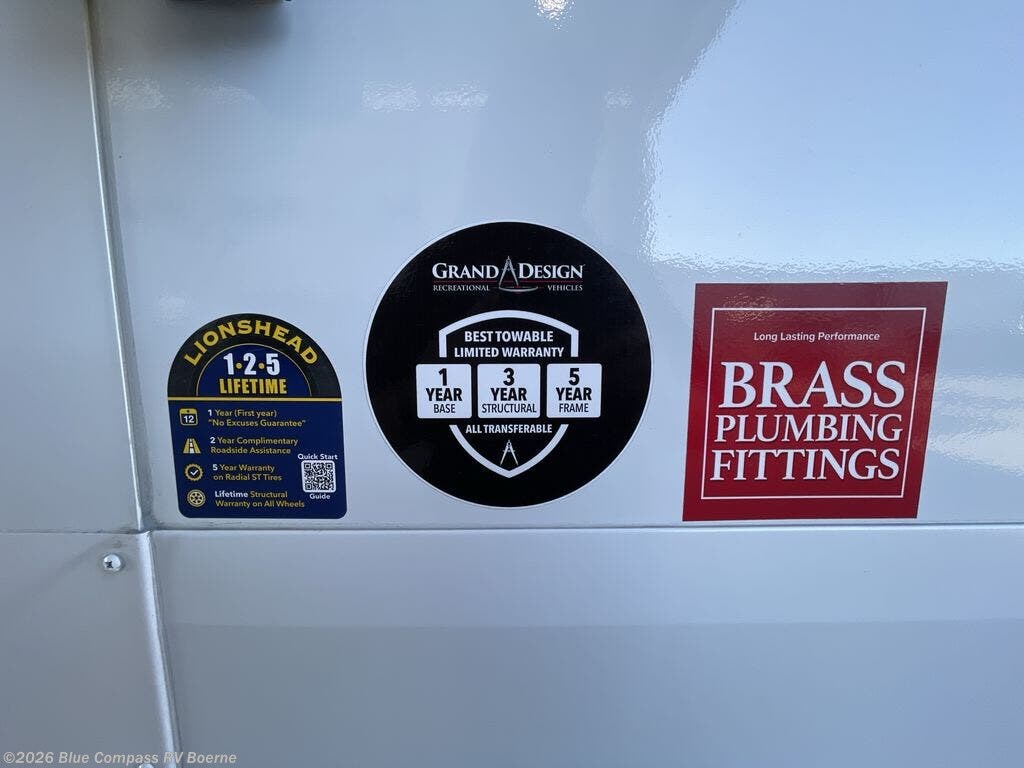 LIONSHEAD
1·2·5
LIFETIME
12
1 Year (First year)
"No Excuses Guarantee"
2 Year Complimentary
Roadside Assistance
5 Year Warranty
on Radial ST Tires
Quick Start
Guide
Lifetime Structural
Warranty on All Wheels
GRAND DESIGN
RECREATIONAL VEHICLES
BEST TOWABLE
LIMITED WARRANTY
1
YEAR
BASE
3
YEAR
STRUCTURAL
5
YEAR
FRAME
ALL TRANSFERABLE
Long Lasting Performance
BRASS
PLUMBING
FITTINGS
©2026 Blue Compass RV Boerne